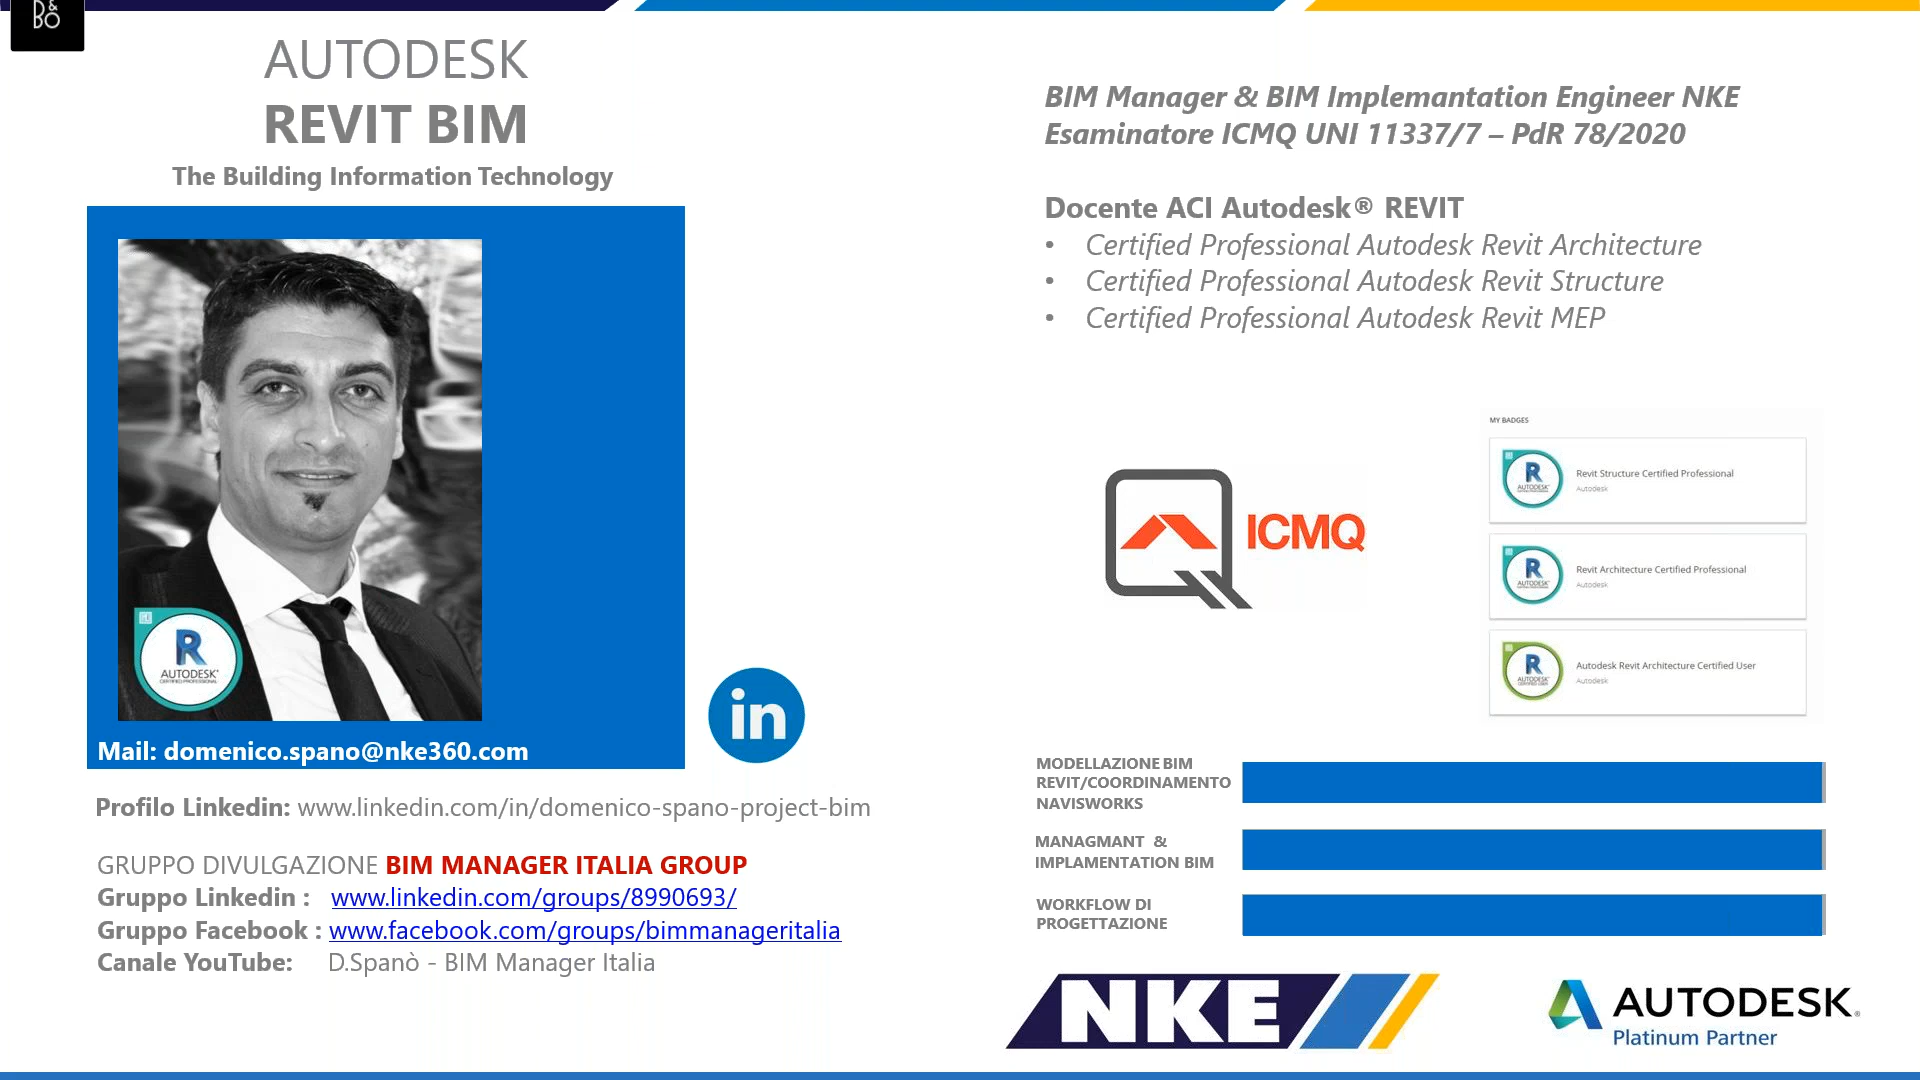 D&
BO
AUTODESK
REVIT BIM
The Building Information Technology
AUTODESK
CERTIFIED PROFESSIONAL
Mail: domenico.spano@nke360.com
in
Profilo Linkedin: www.linkedin.com/in/domenico-spano-project-bim
GRUPPO DIVULGAZIONE BIM MANAGER ITALIA GROUP
Gruppo Linkedin : www.linkedin.com/groups/8990693/
Gruppo Facebook : www.facebook.com/groups/bimmanageritalia
Canale YouTube: D.Spanò - BIM Manager Italia
BIM Manager & BIM Implemantation Engineer NKE
Esaminatore ICMQ UNI 11337/7 – PdR 78/2020
Docente ACI Autodesk® REVIT
• Certified Professional Autodesk Revit Architecture
• Certified Professional Autodesk Revit Structure
• Certified Professional Autodesk Revit MEP
ICMQ
MY BADGES
R
AUTODESK
Revit Structure Certified Professional
Autodesk
R
AUTODESK
Revit Architecture Certified Professional
Autodesk
R
AUTODESK
Autodesk Revit Architecture Certified User
Autodesk
MODELLAZIONE BIM
REVIT/COORDINAMENTO
NAVISWORKS
MANAGMANT &
IMPLAMENTATION BIM
WORKFLOW DI
PROGETTAZIONE
NKE
AUTODESK®
Platinum Partner